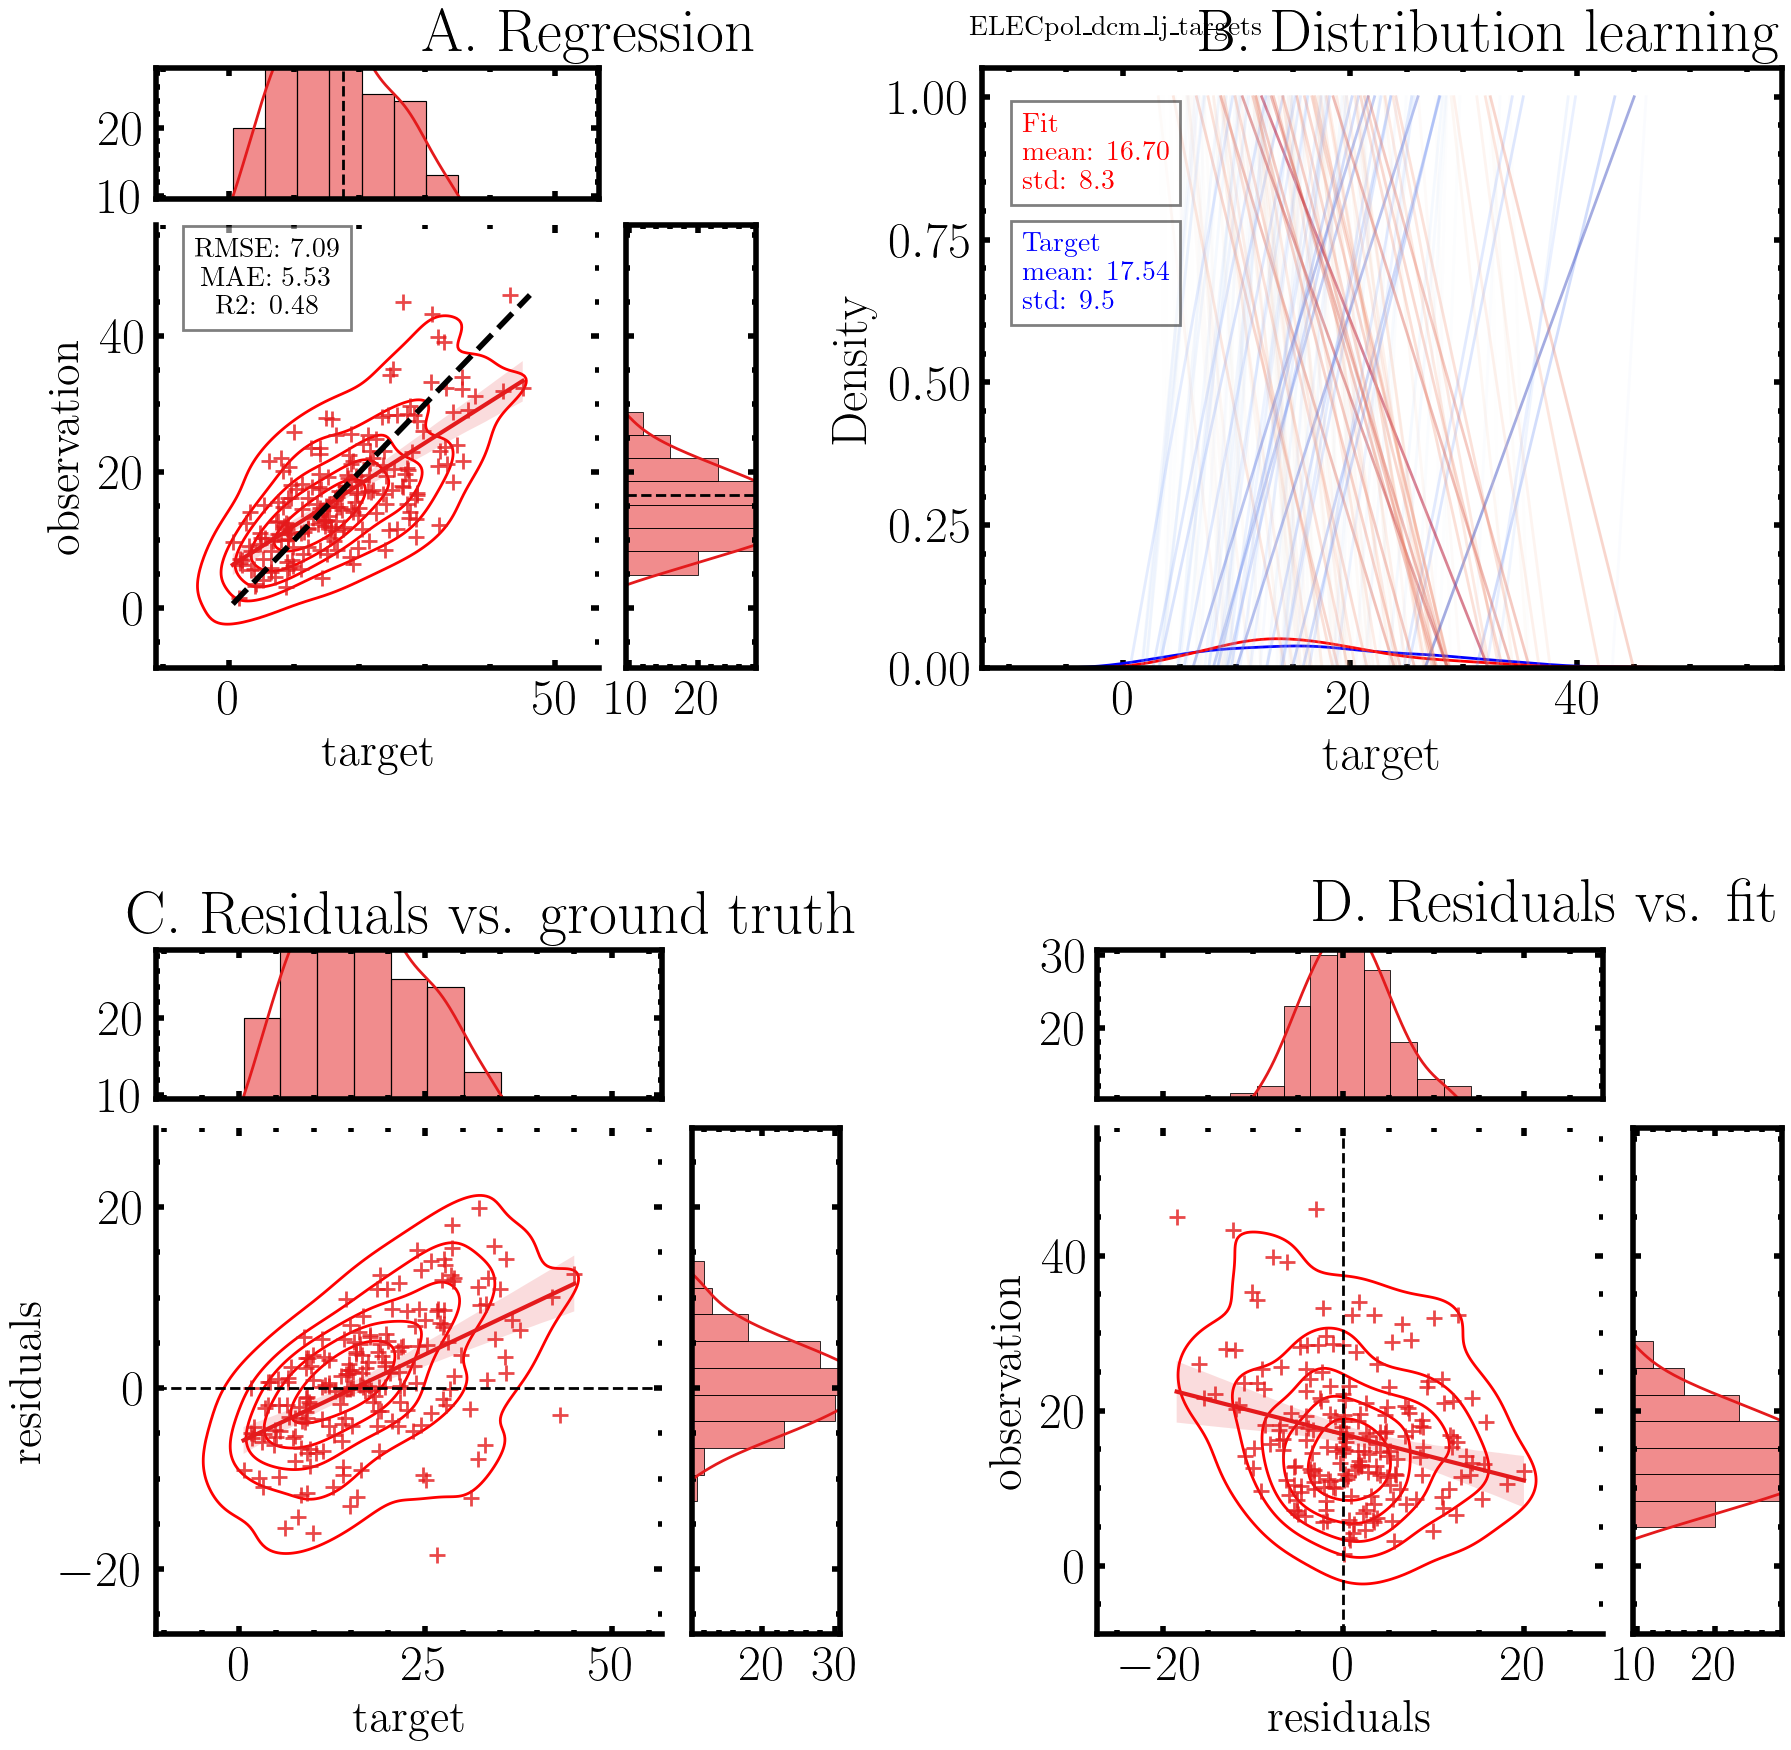 A. Regression
ELECpol_dcm_lj_targets
B. Distribution learning
20
10
RMSE: 7.09
MAE: 5.53
R2: 0.48
40
20
0
observation
0
50
10
20
target
1.00
0.75
0.50
0.25
0.00
Density
Fit
mean: 16.70
std: 8.3
Target
mean: 17.54
std: 9.5
0
20
40
target
C. Residuals vs. ground truth
20
10
20
0
−20
residuals
0
25
50
20
30
target
D. Residuals vs. fit
30
20
40
20
0
observation
−20
0
20
10
20
residuals